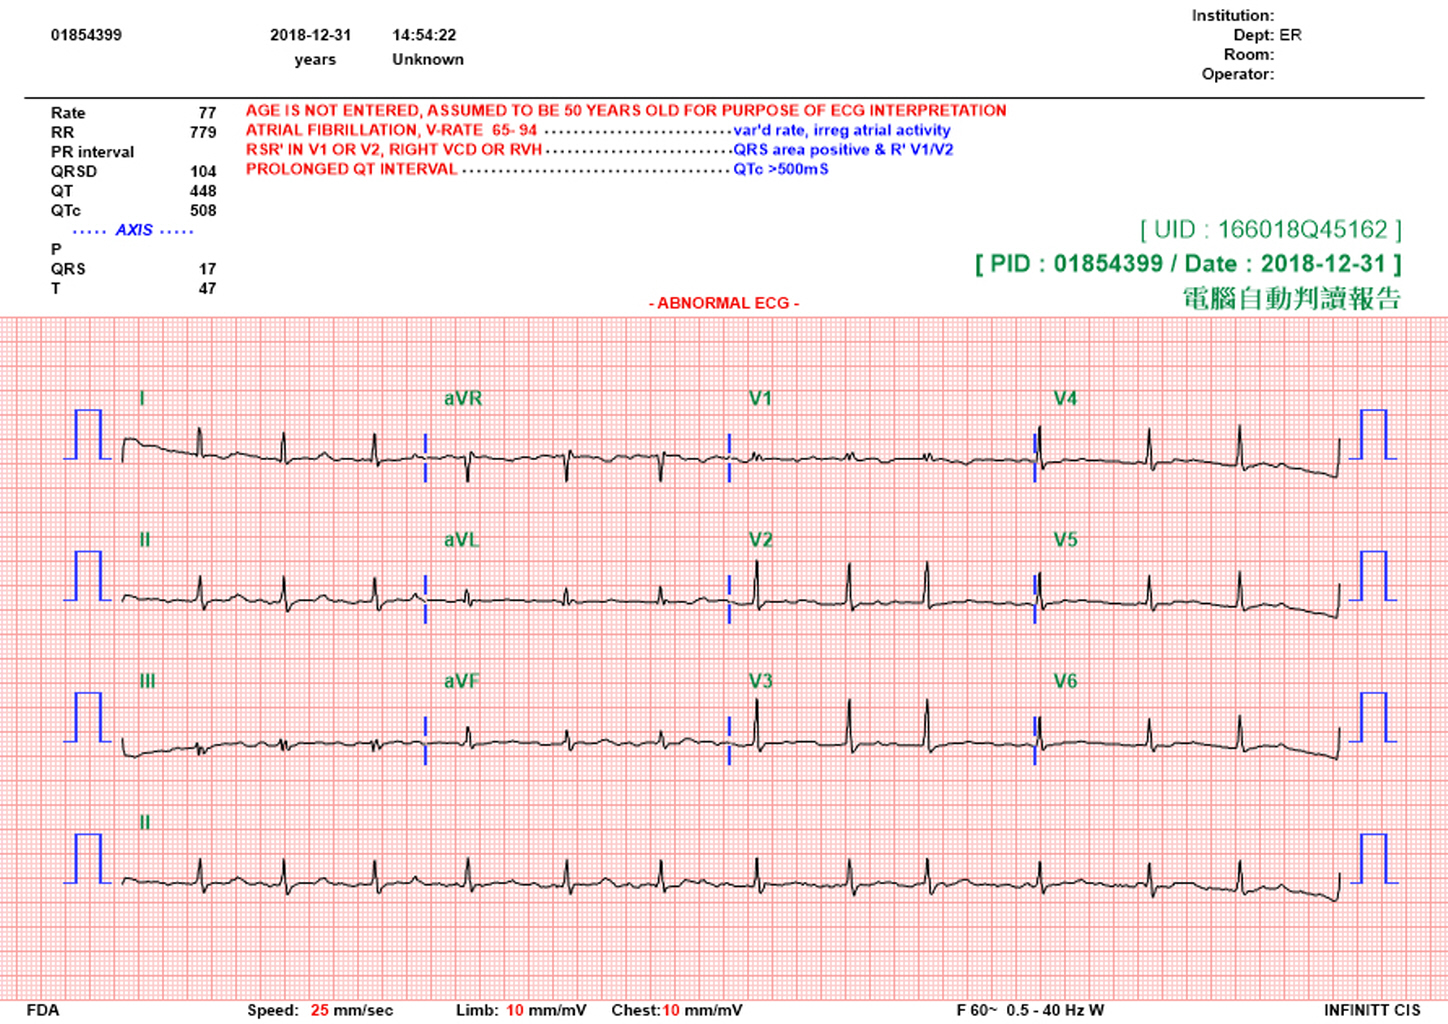 Institution:
01854399 2018-12-31 14:54:22 Dept: ER
years Unknown Room:
Operator:
Rate 77 AGE IS NOT ENTERED, ASSUMED TO BE 50 YEARS OLD FOR PURPOSE OF ECG INTERPRETATION
RR 779 ATRIAL FIBRILLATION, V-RATE 65- 94 ........................ var'd rate, irreg atrial activity
PR interval RSR' IN V1 OR V2, RIGHT VCD OR RVH ........................ QRS area positive & R' V1/V2
QRSD 104 PROLONGED QT INTERVAL .................................. QTc >500mS
QT 448
QTc 508
..... AXIS .....
P
QRS 17
T 47
[ UID : 166018Q45162 ]
[ PID : 01854399 / Date : 2018-12-31 ]
電腦自動判讀報告
- ABNORMAL ECG -
I aVR V1 V4
II aVL V2 V5
III aVF V3 V6
II
FDA Speed: 25 mm/sec Limb: 10 mm/mV Chest:10 mm/mV F 60~ 0.5 - 40 Hz W INFINITT CIS